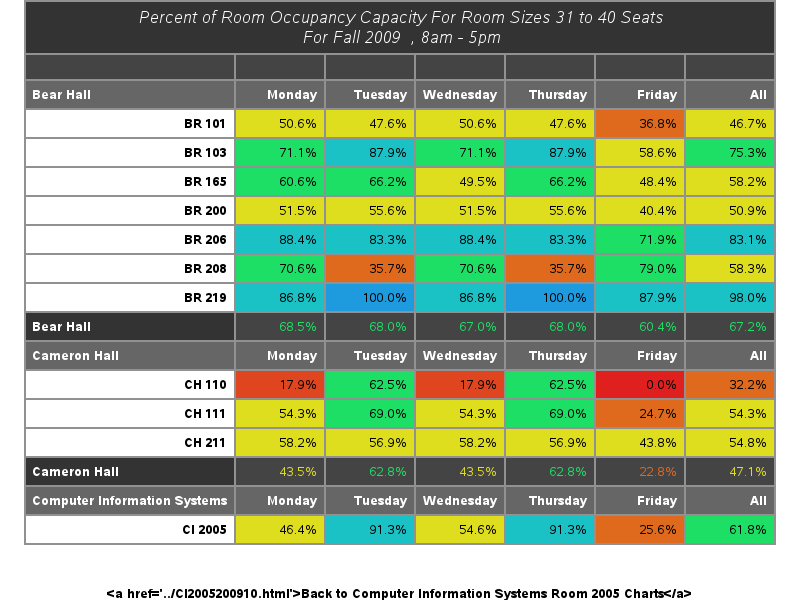 Percent of Room Occupancy Capacity For Room Sizes 31 to 40 Seats
For Fall 2009 , 8am - 5pm
Bear Hall Monday Tuesday Wednesday Thursday Friday All
BR 101 50.6% 47.6% 50.6% 47.6% 36.8% 46.7%
BR 103 71.1% 87.9% 71.1% 87.9% 58.6% 75.3%
BR 165 60.6% 66.2% 49.5% 66.2% 48.4% 58.2%
BR 200 51.5% 55.6% 51.5% 55.6% 40.4% 50.9%
BR 206 88.4% 83.3% 88.4% 83.3% 71.9% 83.1%
BR 208 70.6% 35.7% 70.6% 35.7% 79.0% 58.3%
BR 219 86.8% 100.0% 86.8% 100.0% 87.9% 98.0%
Bear Hall 68.5% 68.0% 67.0% 68.0% 60.4% 67.2%
Cameron Hall Monday Tuesday Wednesday Thursday Friday All
CH 110 17.9% 62.5% 17.9% 62.5% 0.0% 32.2%
CH 111 54.3% 69.0% 54.3% 69.0% 24.7% 54.3%
CH 211 58.2% 56.9% 58.2% 56.9% 43.8% 54.8%
Cameron Hall 43.5% 62.8% 43.5% 62.8% 22.8% 47.1%
Computer Information Systems Monday Tuesday Wednesday Thursday Friday All
CI 2005 46.4% 91.3% 54.6% 91.3% 25.6% 61.8%
&lt;a href='../CI2005200910.html'&gt;Back to Computer Information Systems Room 2005 Charts&lt;/a&gt;